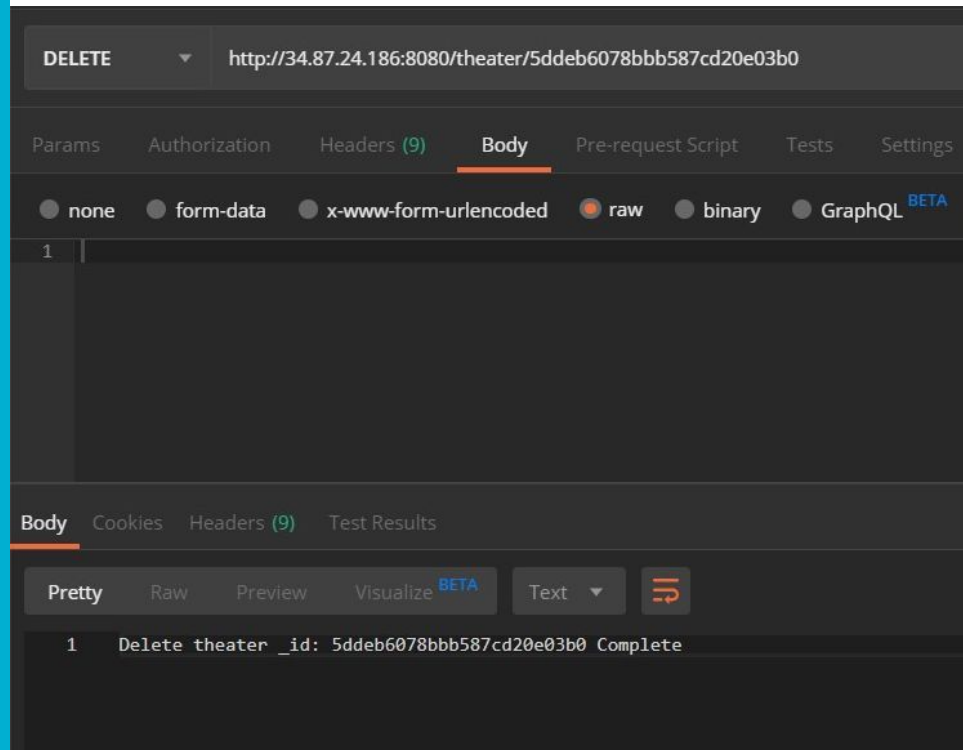 DELETE http://34.87.24.186:8080/theater/5ddeb6078bbb587cd20e03b0
Params Authorization Headers (9) Body Pre-request Script Tests Settings
none form-data x-www-form-urlencoded raw binary GraphQL BETA
1
Body Cookies Headers (9) Test Results
Pretty Raw Preview Visualize BETA Text
1 Delete theater _id: 5ddeb6078bbb587cd20e03b0 Complete